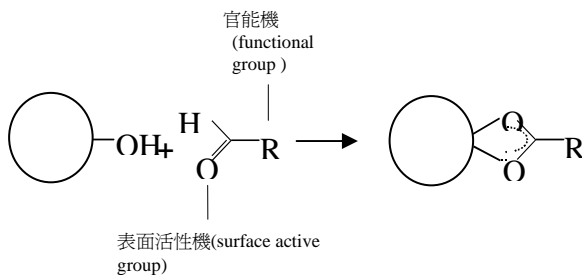 官能機
(functional
group )
OH+
H
O
R
O
O
R
表面活性機(surface active
group)